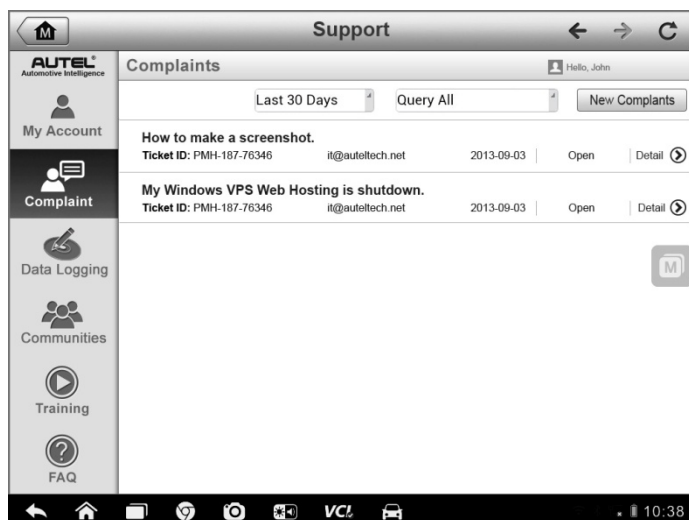 M
Support
AUTEL®
Automotive Intelligence
Complaints
Hello, John
Last 30 Days
Query All
New Complants
My Account
How to make a screenshot.
Ticket ID: PMH-187-76346 it@auteltech.net 2013-09-03 Open Detail
Complaint
My Windows VPS Web Hosting is shutdown.
Ticket ID: PMH-187-76346 it@auteltech.net 2013-09-03 Open Detail
Data Logging
M
Communities
Training
?
FAQ
VCI
10:38